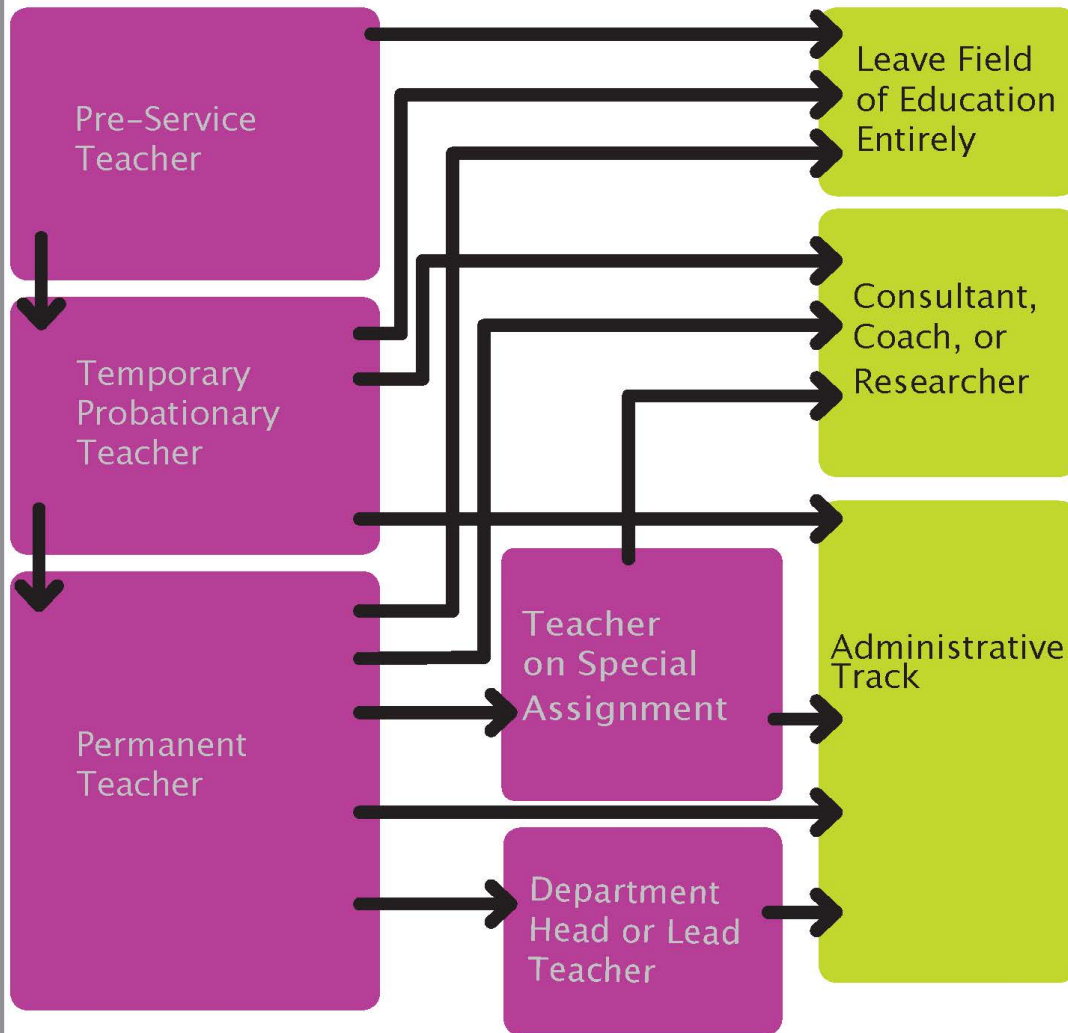 Pre-Service
Teacher
Leave Field
of Education
Entirely
Temporary
Probationary
Teacher
Consultant,
Coach, or
Researcher
Permanent
Teacher
Teacher
on Special
Assignment
Administrative
Track
Department
Head or Lead
Teacher